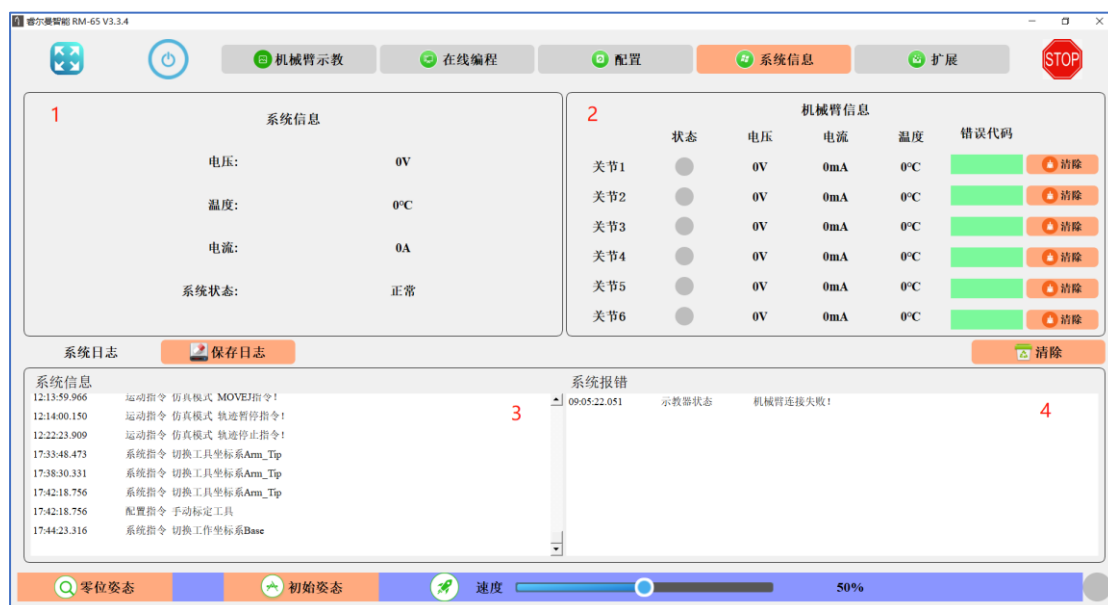 睿尔曼智能 RM-65 V3.3.4
机械臂示教 在线编程 配置 系统信息 扩展 STOP
1
系统信息
电压: 0V
温度: 0°C
电流: 0A
系统状态: 正常
2
机械臂信息
状态 电压 电流 温度 错误代码
关节1 0V 0mA 0°C 清除
关节2 0V 0mA 0°C 清除
关节3 0V 0mA 0°C 清除
关节4 0V 0mA 0°C 清除
关节5 0V 0mA 0°C 清除
关节6 0V 0mA 0°C 清除
系统日志 保存日志 清除
系统信息
12:13:59.966 运动指令 仿真模式 MOVEJ指令!
12:14:00.150 运动指令 仿真模式 轨迹暂停指令!
12:22:23.909 运动指令 仿真模式 轨迹停止指令!
17:33:48.473 系统指令 切换工具坐标系Arm_Tip
17:38:30.331 系统指令 切换工具坐标系Arm_Tip
17:42:18.756 系统指令 切换工具坐标系Arm_Tip
17:42:18.756 配置指令 手动标定工具
17:44:23.316 系统指令 切换工作坐标系Base
3
系统报错
09:05:22.051 示教器状态 机械臂连接失败!
4
零位姿态 初始姿态 速度 50%